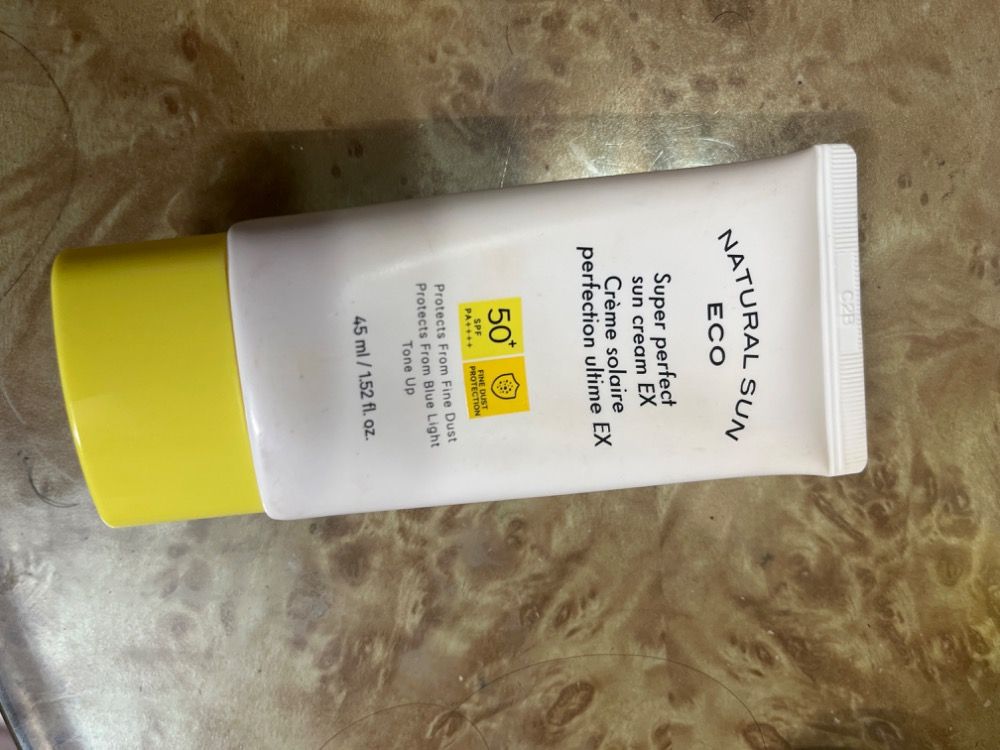 NATURAL SUN
ECO
Super perfect
sun cream EX
Crème solaire
perfection ultime EX
50+
SPF
PA++++
FINE DUST
PROTECTION
Protects From Fine Dust
Protects From Blue Light
Tone Up
45 ml / 1.52 fl. oz.